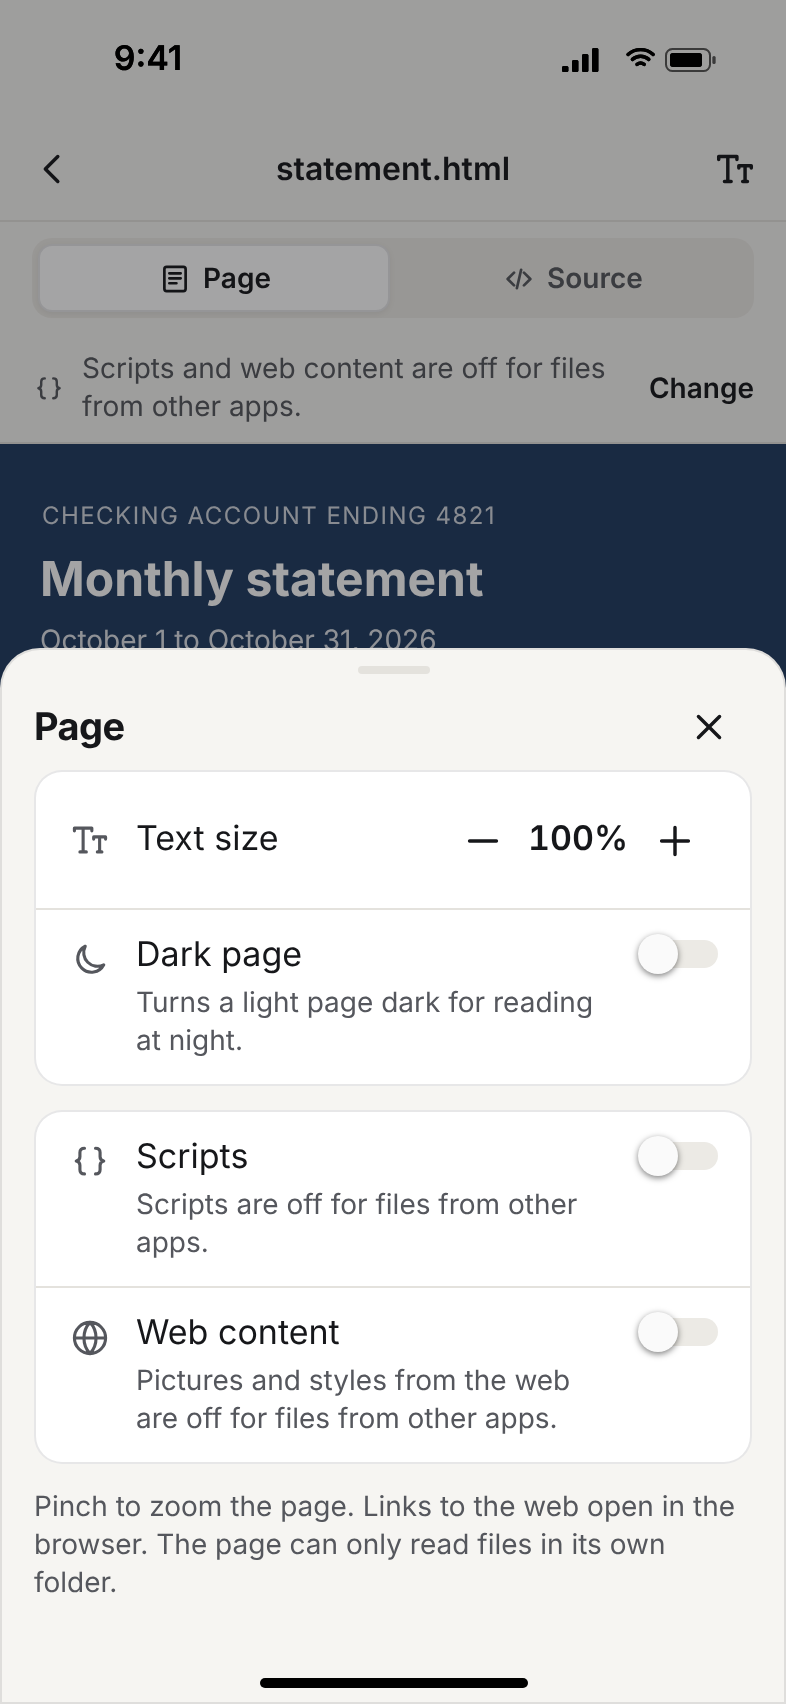 9:41
statement.html
Page
Source
Scripts and web content are off for files
from other apps.
Change
CHECKING ACCOUNT ENDING 4821
Monthly statement
October 1 to October 31, 2026
Page
Text size
100%
Dark page
Turns a light page dark for reading
at night.
Scripts
Scripts are off for files from other
apps.
Web content
Pictures and styles from the web
are off for files from other apps.
Pinch to zoom the page. Links to the web open in the
browser. The page can only read files in its own
folder.